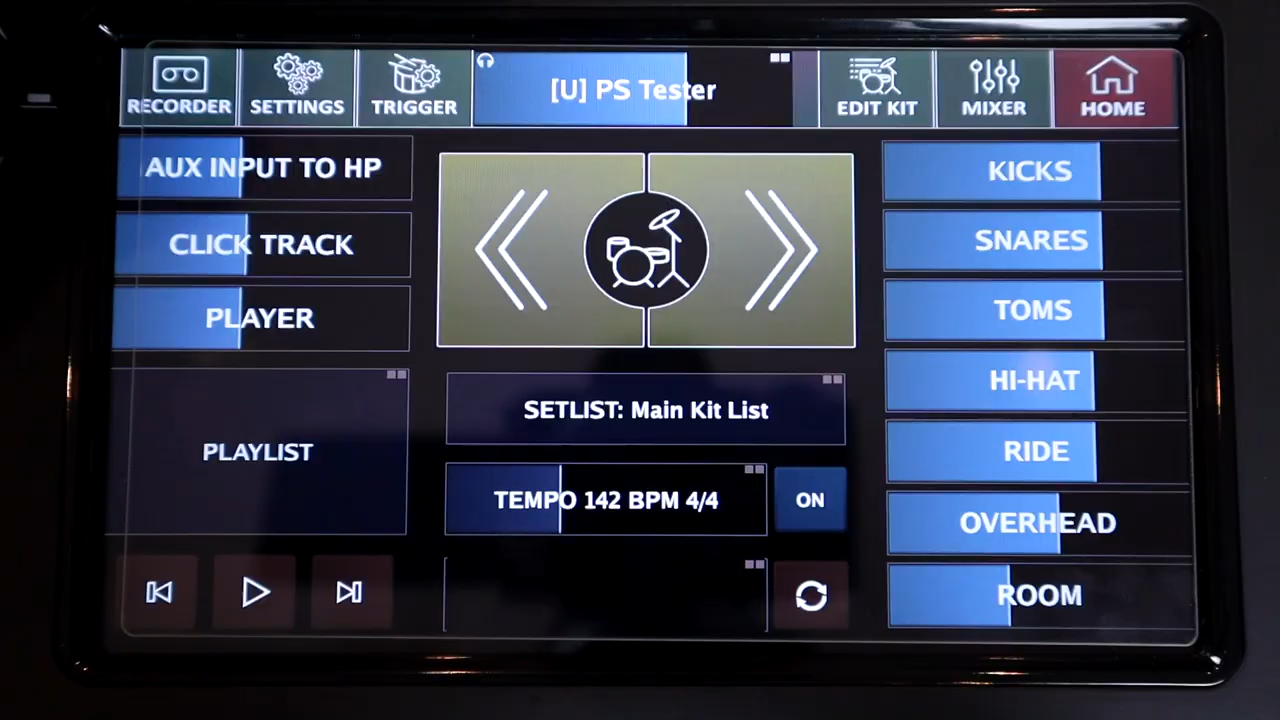 RECORDER
SETTINGS
TRIGGER
[U] PS Tester
EDIT KIT
MIXER
HOME
AUX INPUT TO HP
CLICK TRACK
PLAYER
PLAYLIST
SETLIST: Main Kit List
TEMPO 142 BPM 4/4
ON
KICKS
SNARES
TOMS
HI-HAT
RIDE
OVERHEAD
ROOM